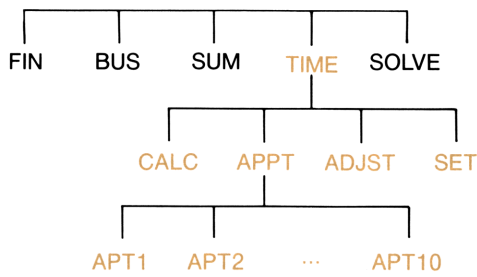 FIN BUS SUM TIME SOLVE
CALC APPT ADJST SET
APT1 APT2 ... APT10